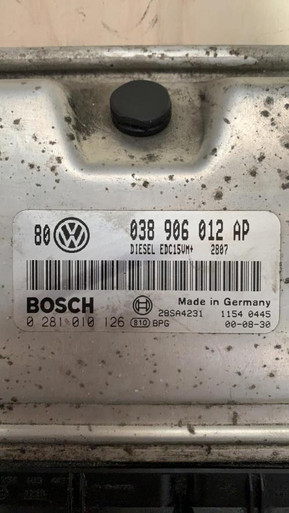 80 038 906 012 AP
DIESEL EDC15VM+ 2807
BOSCH Made in Germany
28SA4231 1154 0445
0 281 010 126 810 BPG 00-08-30